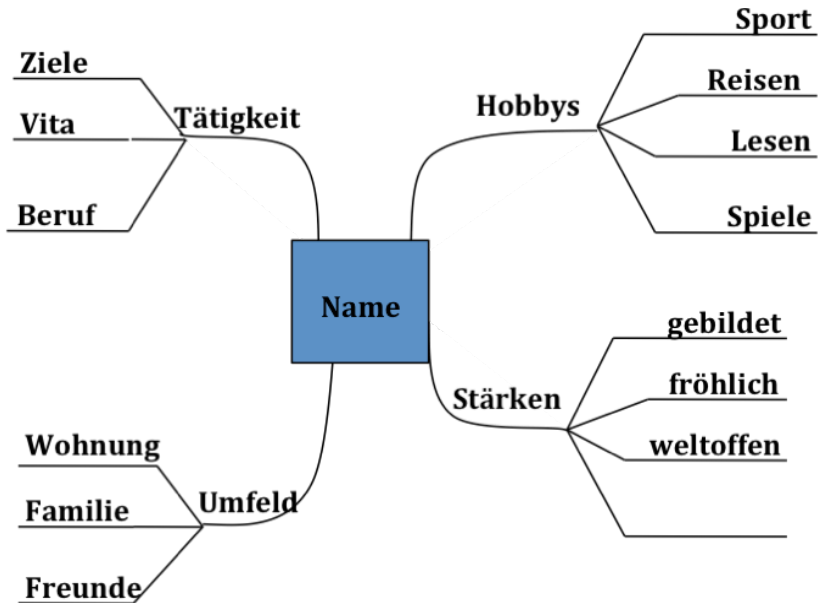 Ziele
Tätigkeit
Vita
Beruf
Hobbys
Sport
Reisen
Lesen
Spiele
Name
Stärken
gebildet
fröhlich
weltoffen
Umfeld
Wohnung
Familie
Freunde